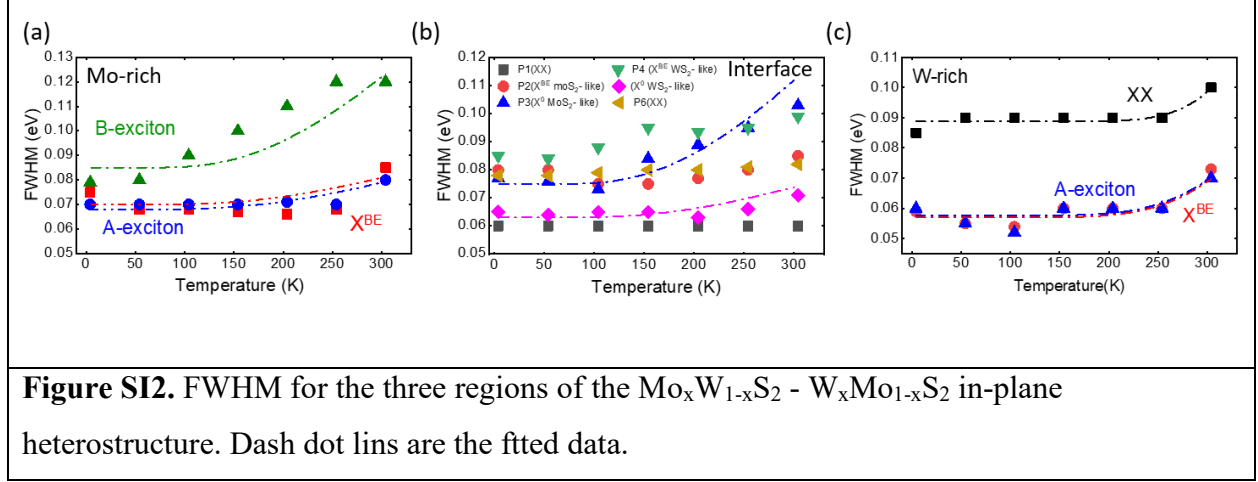 (a)
Mo-rich
B-exciton
A-exciton
X^BE
FWHM (eV)
0.13
0.12
0.11
0.10
0.09
0.08
0.07
0.06
0.05
0 50 100 150 200 250 300
Temperature (K)
(b)
P1(XX)
P2(X^BE moS₂- like)
P3(X⁰ MoS₂-like)
P4 (X^BE WS₂- like)
(X⁰ WS₂-like)
P6(XX)
Interface
FWHM (eV)
0.12
0.11
0.10
0.09
0.08
0.07
0.06
0.05
0 50 100 150 200 250 300
Temperature (K)
(c)
W-rich
XX
A-exciton
X^BE
FWHM (eV)
0.11
0.10
0.09
0.08
0.07
0.06
0.05
0 50 100 150 200 250 300
Temperature(K)
Figure SI2. FWHM for the three regions of the MoₓW₁₋ₓS₂ - WₓMo₁₋ₓS₂ in-plane
heterostructure. Dash dot lins are the ftted data.